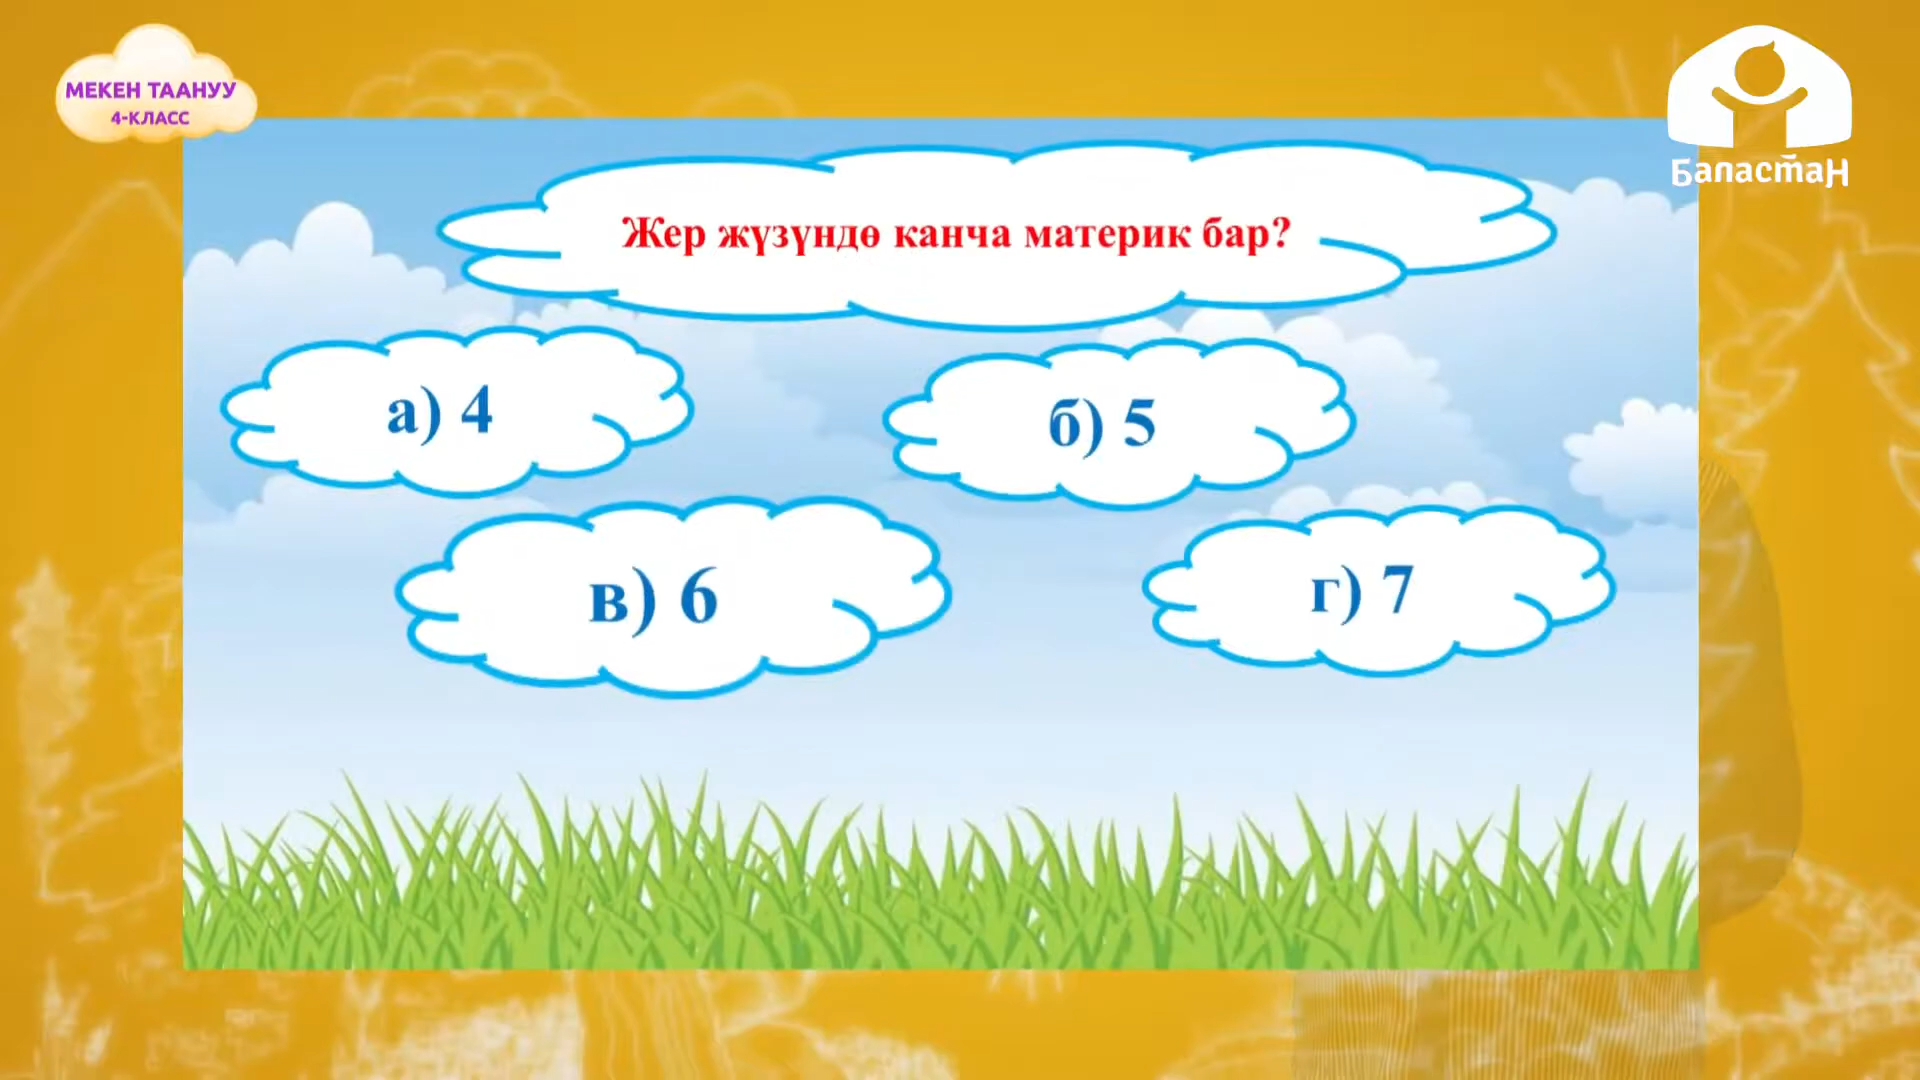 МЕКЕН ТААНУУ
4-КЛАСС
Баластан
Жер жүзүндө канча материк бар?
а) 4
б) 5
в) 6
г) 7